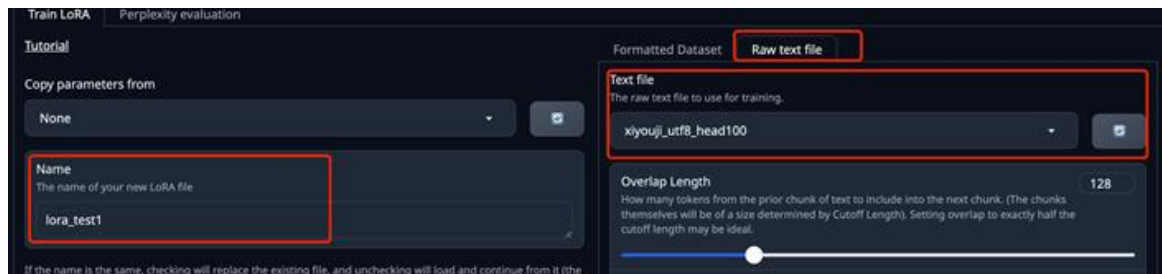 Train LoRA Perplexity evaluation
Tutorial
Copy parameters from
None
Name
The name of your new LoRA file
lora_test1
If the name is the same, checking will replace the existing file, and unchecking will load and continue from it (the
Formatted Dataset Raw text file
Text file
The raw text file to use for training.
xiyouji_utf8_head100
Overlap Length
128
How many tokens from the prior chunk of text to include into the next chunk. (The chunks
themselves will be of a size determined by Cutoff Length). Setting overlap to exactly half the
cutoff length may be ideal.